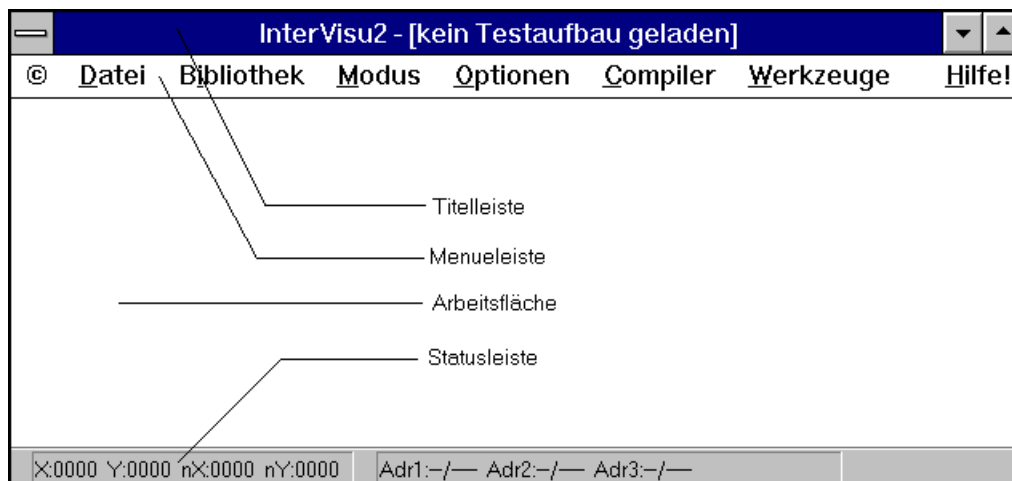 InterVisu2 - [kein Testaufbau geladen]
© Datei Bibliothek Modus Optionen Compiler Werkzeuge Hilfe!
Titelleiste
Menueleiste
Arbeitsfläche
Statusleiste
X:0000 Y:0000 nX:0000 nY:0000 Adr1:–/–– Adr2:–/–– Adr3:–/––